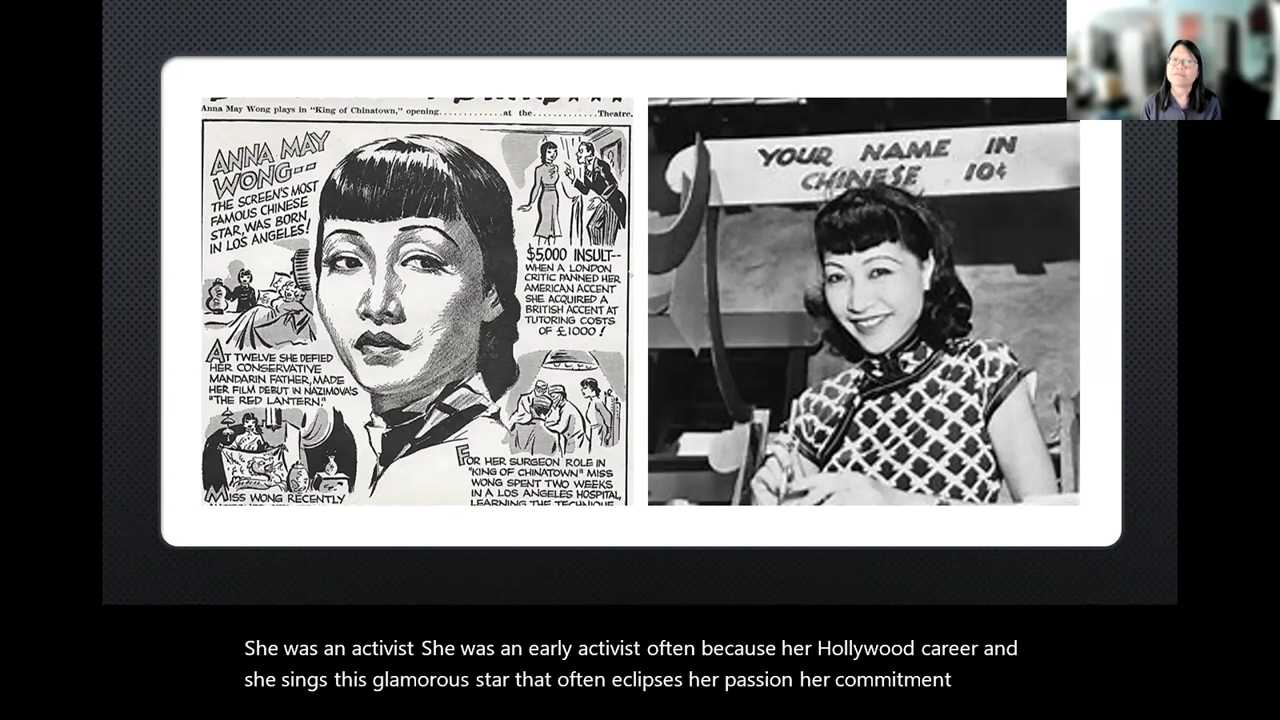 Anna May Wong plays in "King of Chinatown," opening............at the.............Theatre.
ANNA MAY
WONG--
THE SCREEN'S MOST
FAMOUS CHINESE
STAR, WAS BORN
IN LOS ANGELES!
AT TWELVE SHE DEFIED
HER CONSERVATIVE
MANDARIN FATHER, MADE
HER FILM DEBUT IN NAZIMOVA'S
"THE RED LANTERN."
MISS WONG RECENTLY
$5,000 INSULT--
WHEN A LONDON
CRITIC PANNED HER
AMERICAN ACCENT
SHE ACQUIRED A
BRITISH ACCENT AT
TUTORING COSTS
OF £1000!
FOR HER SURGEON ROLE IN
"KING OF CHINATOWN" MISS
WONG SPENT TWO WEEKS
IN A LOS ANGELES HOSPITAL,
LEARNING THE TECHNIQUE
YOUR NAME IN
CHINESE 10¢
She was an activist She was an early activist often because her Hollywood career and
she sings this glamorous star that often eclipses her passion her commitment